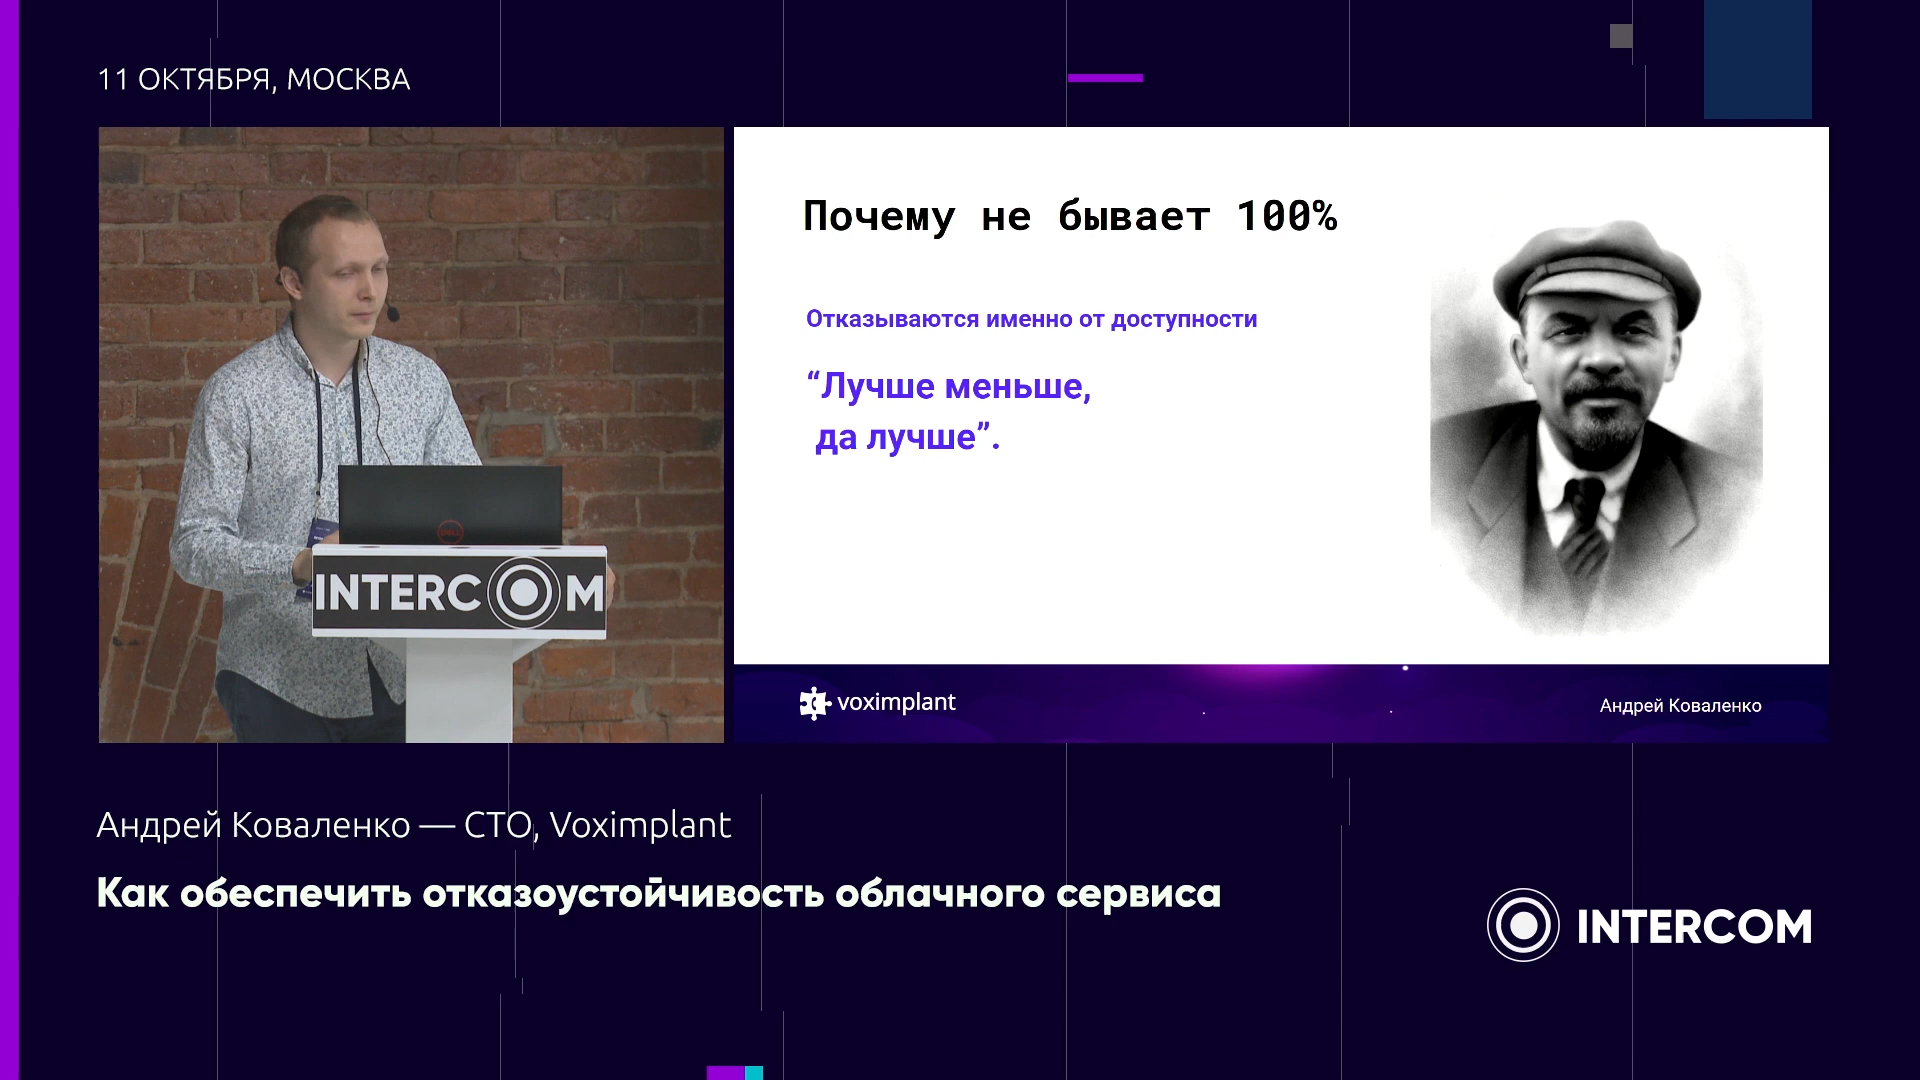 11 ОКТЯБРЯ, МОСКВА
Почему не бывает 100%
Отказываются именно от доступности
“Лучше меньше,
да лучше”.
DELL
INTERCOM
voximplant
Андрей Коваленко
Андрей Коваленко — CTO, Voximplant
Как обеспечить отказоустойчивость облачного сервиса
INTERCOM